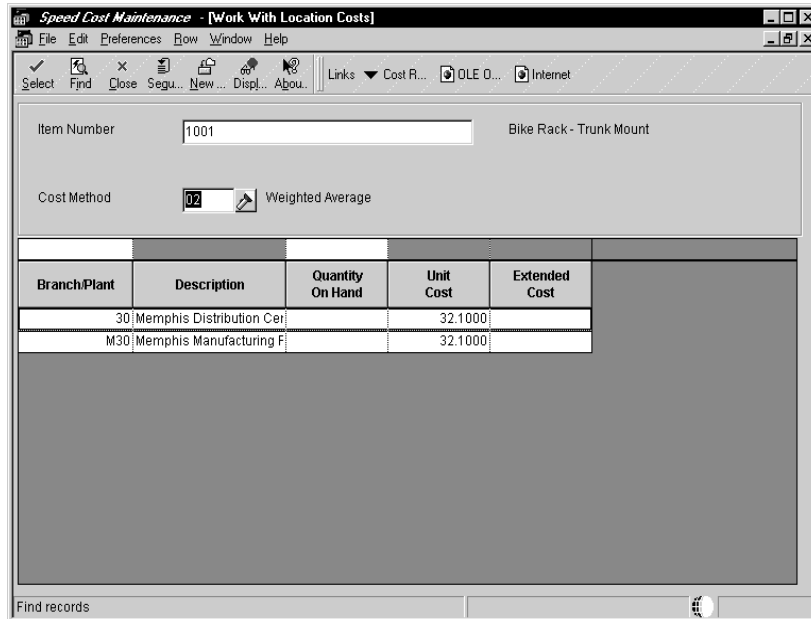 Speed Cost Maintenance - [Work With Location Costs]
File Edit Preferences Row Window Help
Select Find Close Segu... New ... Displ... Abou.. Links Cost R... OLE O... Internet
Item Number 1001 Bike Rack - Trunk Mount
Cost Method 02 Weighted Average
Branch/Plant Description Quantity On Hand Unit Cost Extended Cost
30 Memphis Distribution Cer 32.1000
M30 Memphis Manufacturing F 32.1000
Find records